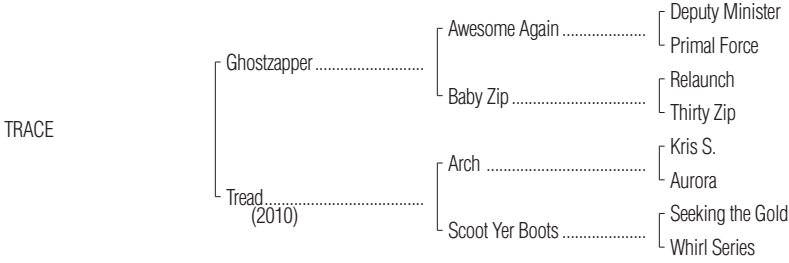 Deputy Minister
Awesome Again ....................
Primal Force
Ghostzapper ..........................
Relaunch
Baby Zip ................................
Thirty Zip
TRACE
Kris S.
Arch ......................................
Aurora
Tread......................................
(2010)
Seeking the Gold
Scoot Yer Boots ....................
Whirl Series